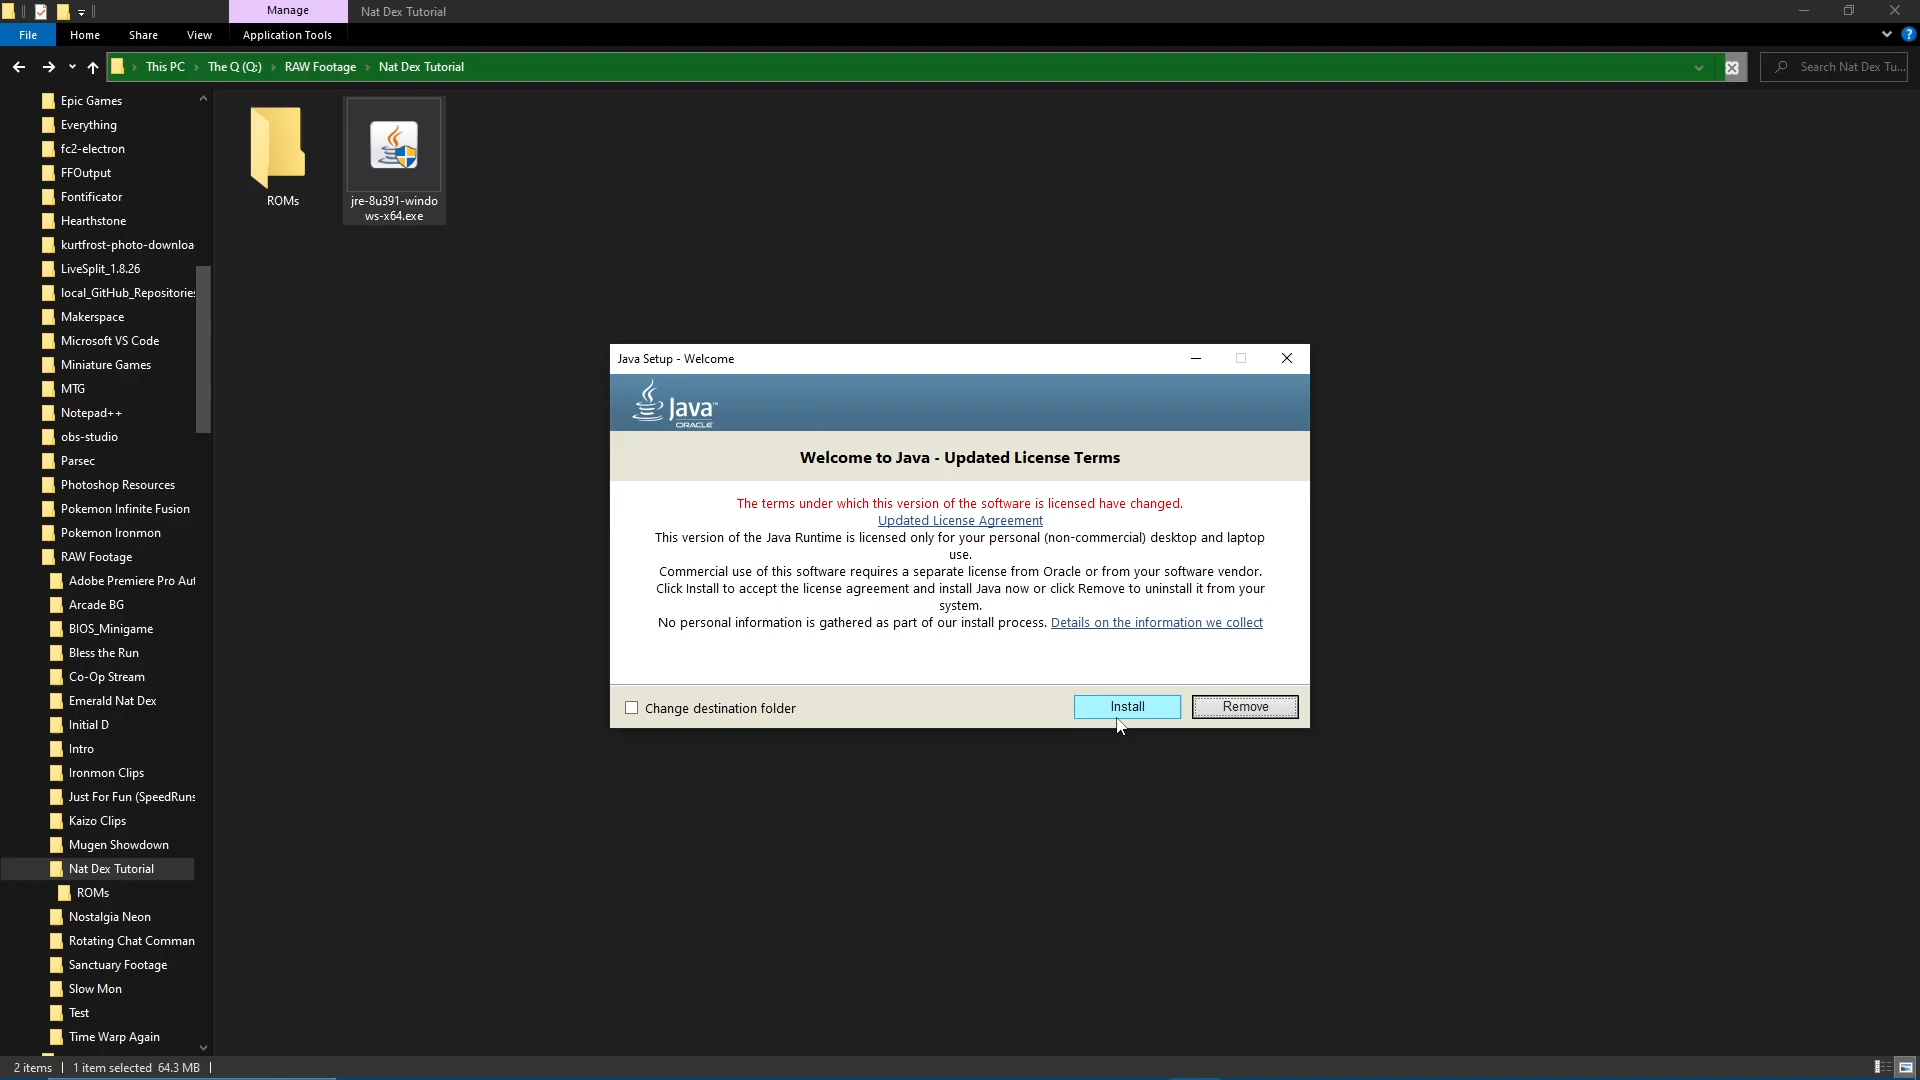 Manage
Nat Dex Tutorial
File
Home
Share
View
Application Tools
This PC
The Q (Q:)
RAW Footage
Nat Dex Tutorial
Search Nat Dex Tu...
Epic Games
Everything
fc2-electron
FFOutput
Fontificator
Hearthstone
kurtfrost-photo-downloa
LiveSplit_1.8.26
local_GitHub_Repositories
Makerspace
Microsoft VS Code
Miniature Games
MTG
Notepad++
obs-studio
Parsec
Photoshop Resources
Pokemon Infinite Fusion
Pokemon Ironmon
RAW Footage
Adobe Premiere Pro Aut
Arcade BG
BIOS_Minigame
Bless the Run
Co-Op Stream
Emerald Nat Dex
Initial D
Intro
Ironmon Clips
Just For Fun (SpeedRuns
Kaizo Clips
Mugen Showdown
Nat Dex Tutorial
ROMs
Nostalgia Neon
Rotating Chat Comman
Sanctuary Footage
Slow Mon
Test
Time Warp Again
ROMs
jre-8u391-windo
ws-x64.exe
Java Setup - Welcome
Java™
ORACLE
Welcome to Java - Updated License Terms
The terms under which this version of the software is licensed have changed.
Updated License Agreement
This version of the Java Runtime is licensed only for your personal (non-commercial) desktop and laptop
use.
Commercial use of this software requires a separate license from Oracle or from your software vendor.
Click Install to accept the license agreement and install Java now or click Remove to uninstall it from your
system.
No personal information is gathered as part of our install process. Details on the information we collect
Change destination folder
Install
Remove
2 items
1 item selected 64.3 MB